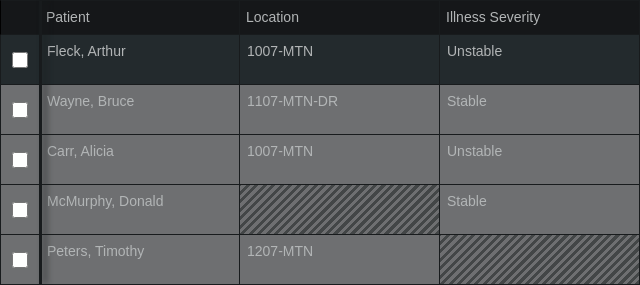 Patient Location Illness Severity
Fleck, Arthur 1007-MTN Unstable
Wayne, Bruce 1107-MTN-DR Stable
Carr, Alicia 1007-MTN Unstable
McMurphy, Donald Stable
Peters, Timothy 1207-MTN